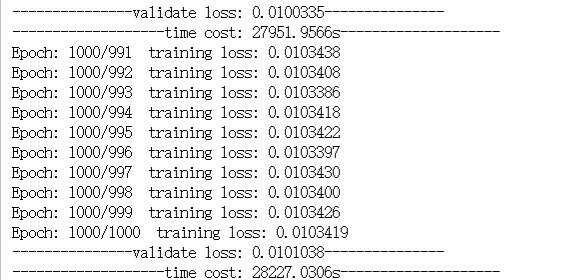 ---------------validate loss: 0.0100335---------------
-------------------time cost: 27951.9566s--------------------
Epoch: 1000/991  training loss: 0.0103438
Epoch: 1000/992  training loss: 0.0103408
Epoch: 1000/993  training loss: 0.0103386
Epoch: 1000/994  training loss: 0.0103418
Epoch: 1000/995  training loss: 0.0103422
Epoch: 1000/996  training loss: 0.0103397
Epoch: 1000/997  training loss: 0.0103430
Epoch: 1000/998  training loss: 0.0103400
Epoch: 1000/999  training loss: 0.0103426
Epoch: 1000/1000  training loss: 0.0103419
---------------validate loss: 0.0101038---------------
-------------------time cost: 28227.0306s--------------------